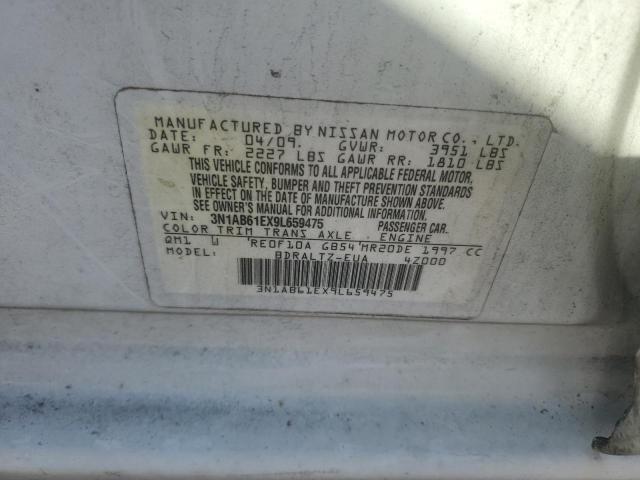 MANUFACTURED BY NISSAN MOTOR CO., LTD.
DATE: 04/09. GVWR: 3951 LBS
GAWR FR: 2227 LBS GAWR RR: 1810 LBS
THIS VEHICLE CONFORMS TO ALL APPLICABLE FEDERAL MOTOR
VEHICLE SAFETY, BUMPER AND THEFT PREVENTION STANDARDS
IN EFFECT ON THE DATE OF MANUFACTURE SHOWN ABOVE.
SEE OWNER'S MANUAL FOR ADDITIONAL INFORMATION.
VIN: 3N1AB61EX9L659475 PASSENGER CAR
COLOR TRIM TRANS AXLE ENGINE
QM1 W RE0F10A GB54 MR20DE 1997 CC
BDRALTZ-EUA 4Z000
3N1AB61EX9L659475